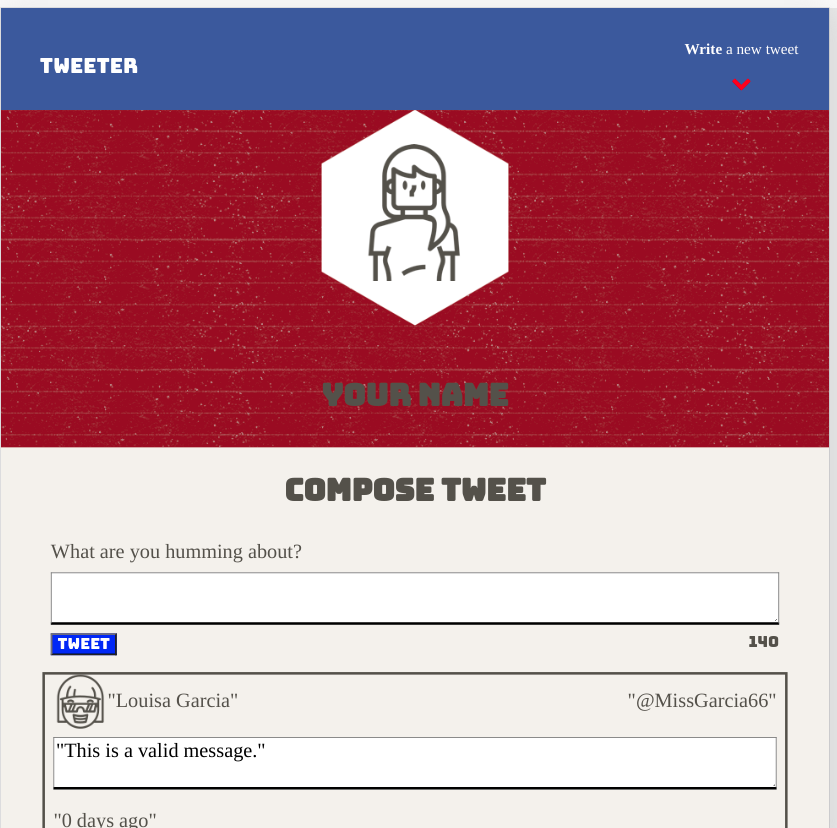 TWEETER
Write a new tweet
YOUR NAME
COMPOSE TWEET
What are you humming about?
TWEET
140
"Louisa Garcia"
"@MissGarcia66"
"This is a valid message."
"0 days ago"